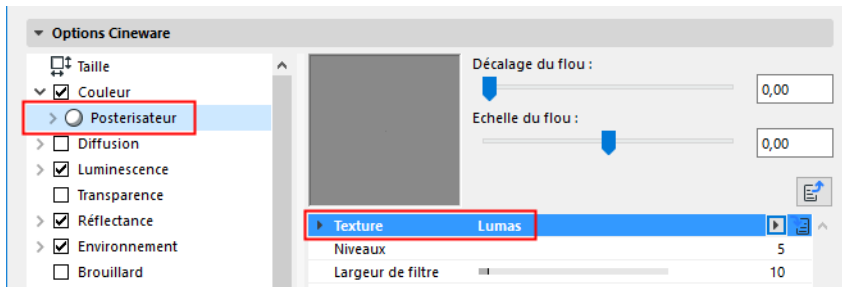 Options Cineware
Taille
Couleur
Posterisateur
Diffusion
Luminescence
Transparence
Réflectance
Environnement
Brouillard
Décalage du flou :
0,00
Echelle du flou :
0,00
Texture Lumas
Niveaux 5
Largeur de filtre 10